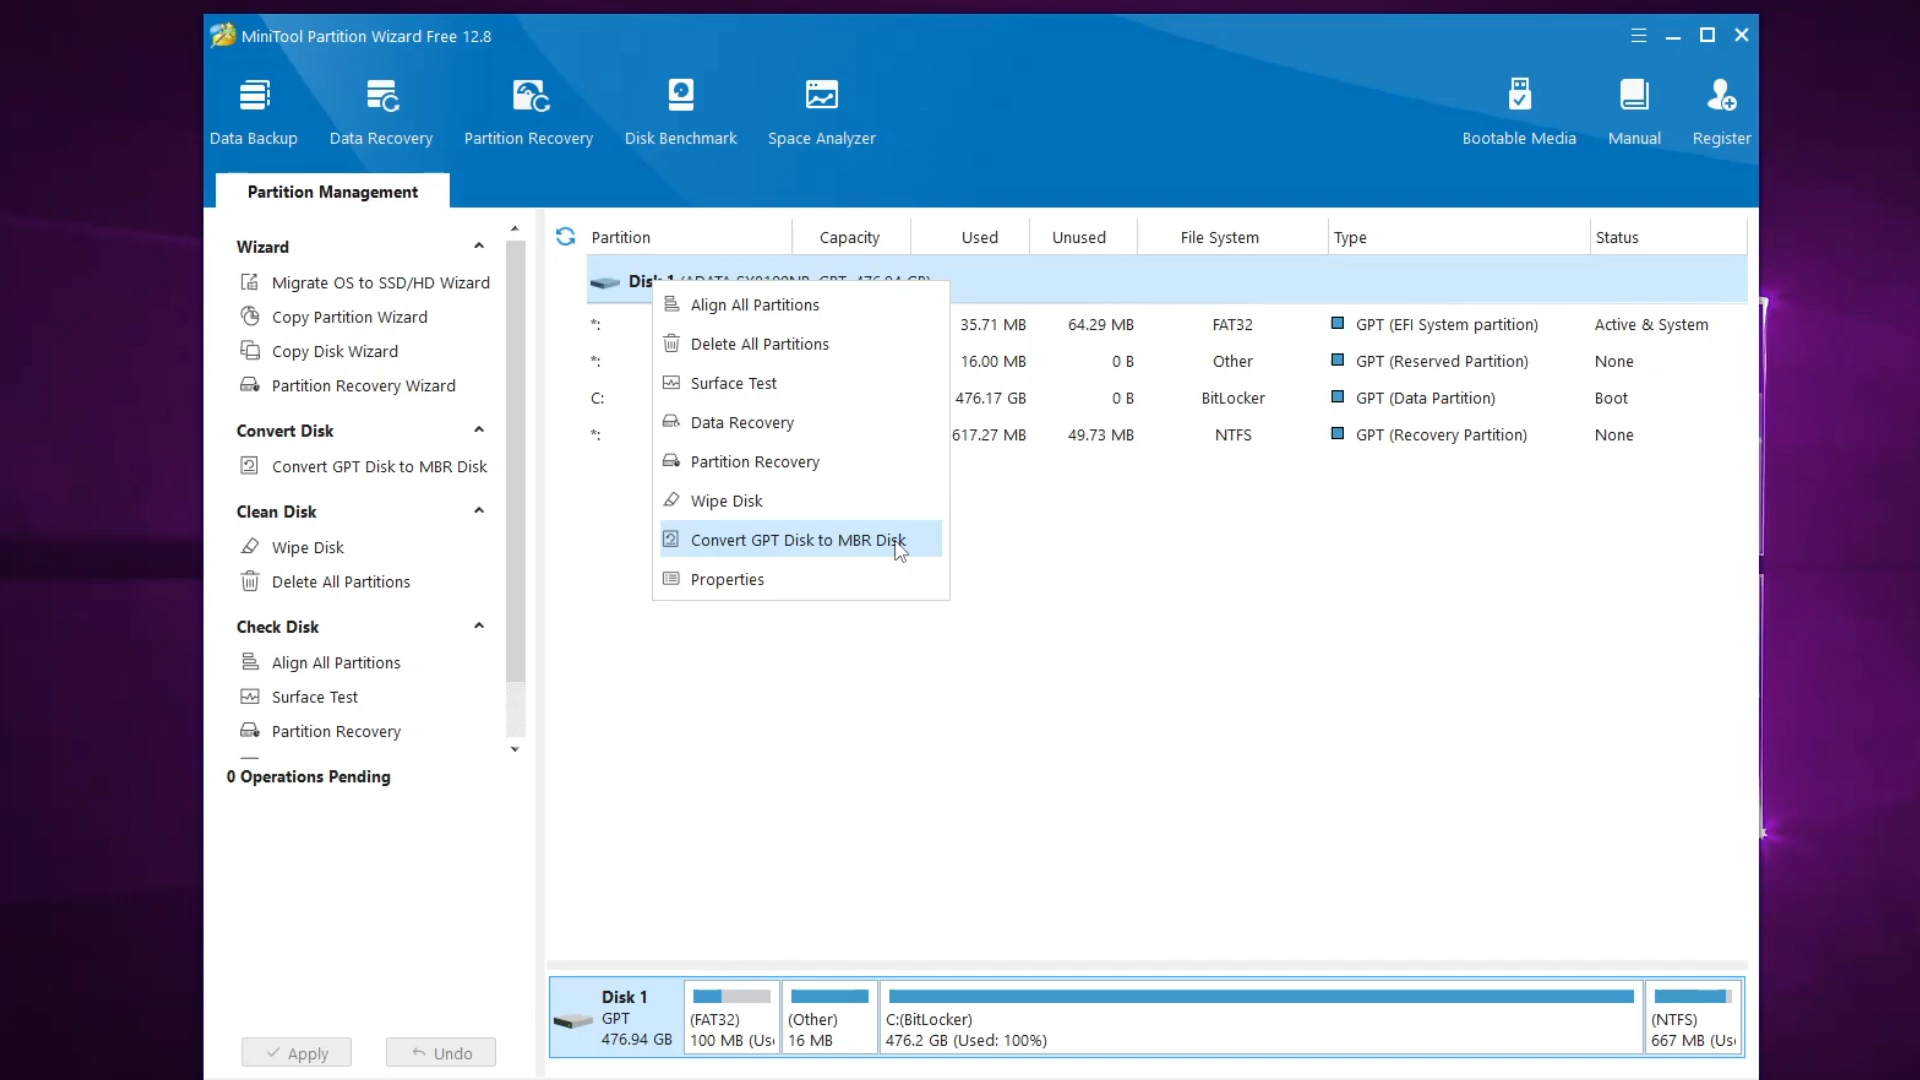 MiniTool Partition Wizard Free 12.8
Data Backup
Data Recovery
Partition Recovery
Disk Benchmark
Space Analyzer
Bootable Media
Manual
Register
Partition Management
Wizard
Migrate OS to SSD/HD Wizard
Copy Partition Wizard
Copy Disk Wizard
Partition Recovery Wizard
Convert Disk
Convert GPT Disk to MBR Disk
Clean Disk
Wipe Disk
Delete All Partitions
Check Disk
Align All Partitions
Surface Test
Partition Recovery
0 Operations Pending
Apply
Undo
Partition Capacity Used Unused File System Type Status
Disk 1
*: 35.71 MB 64.29 MB FAT32 GPT (EFI System partition) Active & System
*: 16.00 MB 0 B Other GPT (Reserved Partition) None
C: 476.17 GB 0 B BitLocker GPT (Data Partition) Boot
*: 617.27 MB 49.73 MB NTFS GPT (Recovery Partition) None
Align All Partitions
Delete All Partitions
Surface Test
Data Recovery
Partition Recovery
Wipe Disk
Convert GPT Disk to MBR Disk
Properties
Disk 1
GPT
476.94 GB
(FAT32)
100 MB (Us
(Other)
16 MB
C:(BitLocker)
476.2 GB (Used: 100%)
(NTFS)
667 MB (Us